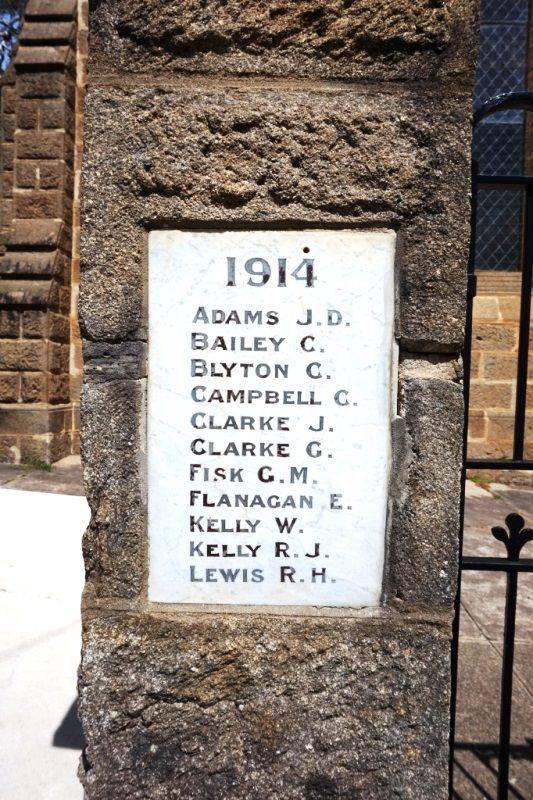 1914
ADAMS J.D.
BAILEY C.
BLYTON C.
CAMPBELL C.
CLARKE J.
CLARKE G.
FISK G.M.
FLANAGAN E.
KELLY W.
KELLY R.J.
LEWIS R.H.